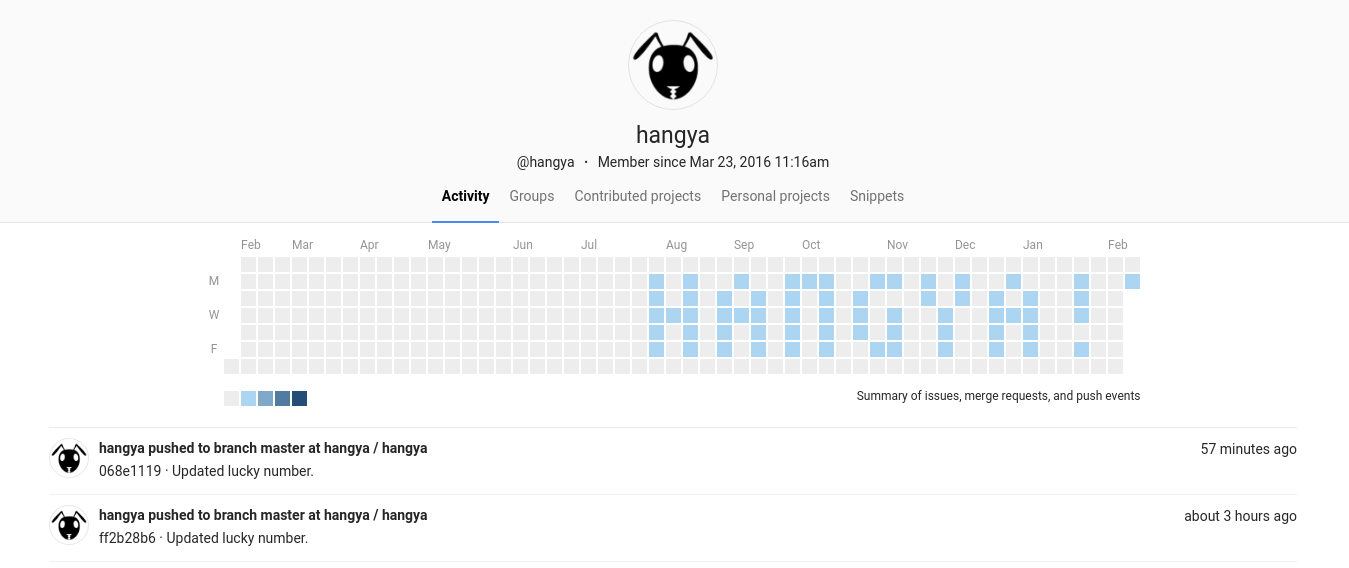 hangya
@hangya · Member since Mar 23, 2016 11:16am
Activity Groups Contributed projects Personal projects Snippets
Feb Mar Apr May Jun Jul Aug Sep Oct Nov Dec Jan Feb
M
W
F
HANGYA!
Summary of issues, merge requests, and push events
hangya pushed to branch master at hangya / hangya 57 minutes ago
068e1119 · Updated lucky number.
hangya pushed to branch master at hangya / hangya about 3 hours ago
ff2b28b6 · Updated lucky number.